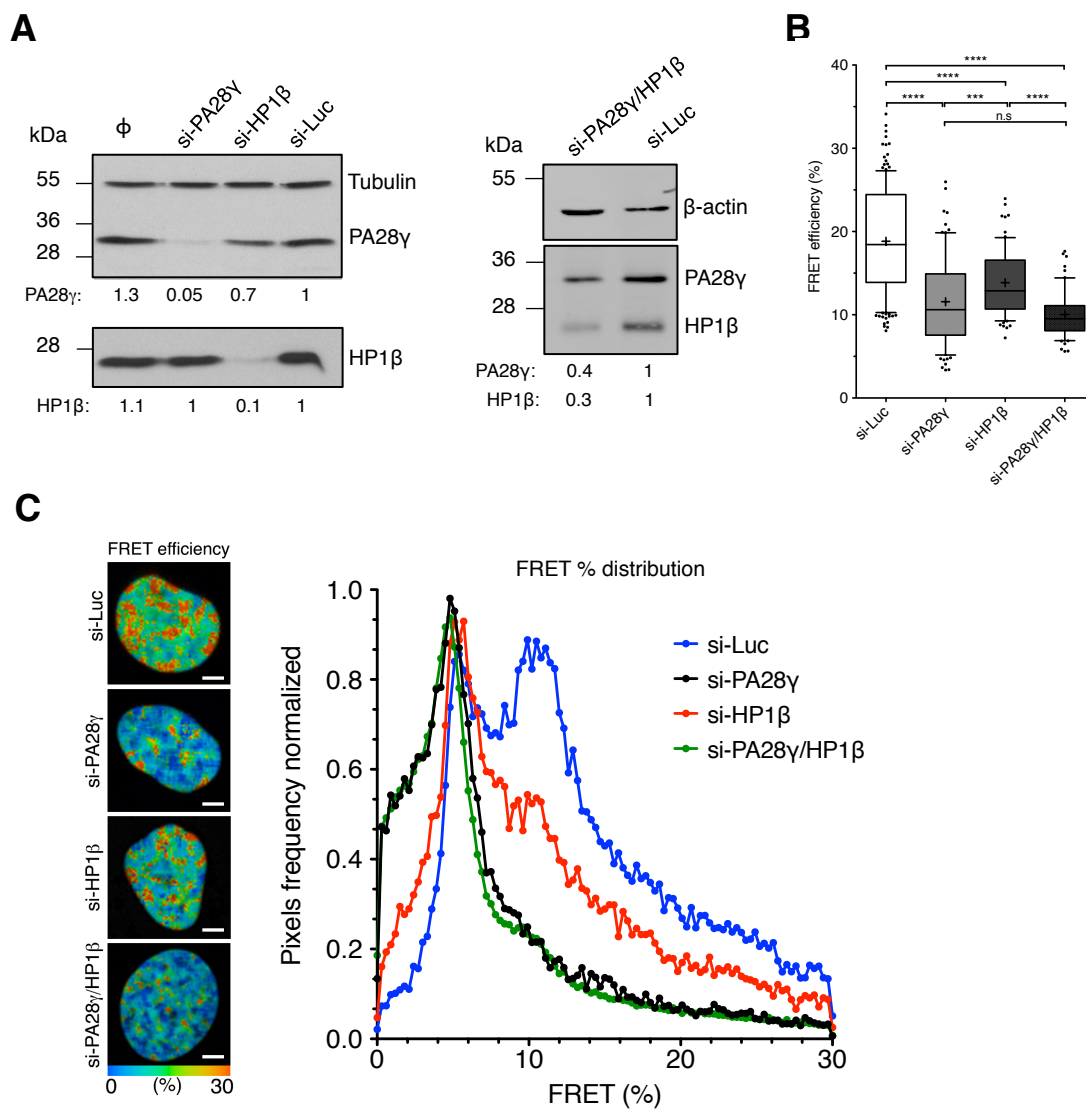 A
kDa
ϕ
si-PA28γ
si-HP1β
si-Luc
55
36
28
Tubulin
PA28γ
PA28γ: 1.3 0.05 0.7 1
28
HP1β
HP1β: 1.1 1 0.1 1
kDa
si-PA28γ/HP1β
si-Luc
55
β-actin
36
28
PA28γ
HP1β
PA28γ: 0.4 1
HP1β: 0.3 1
B
FRET efficiency (%)
40
30
20
10
0
****
****
**** *** ****
n.s
si-Luc
si-PA28γ
si-HP1β
si-PA28γ/HP1β
C
FRET efficiency
si-Luc
si-PA28γ
si-HP1β
si-PA28γ/HP1β
0 (%) 30
FRET % distribution
Pixels frequency normalized
1.0
0.8
0.6
0.4
0.2
0.0
0 10 20 30
FRET (%)
si-Luc
si-PA28γ
si-HP1β
si-PA28γ/HP1β